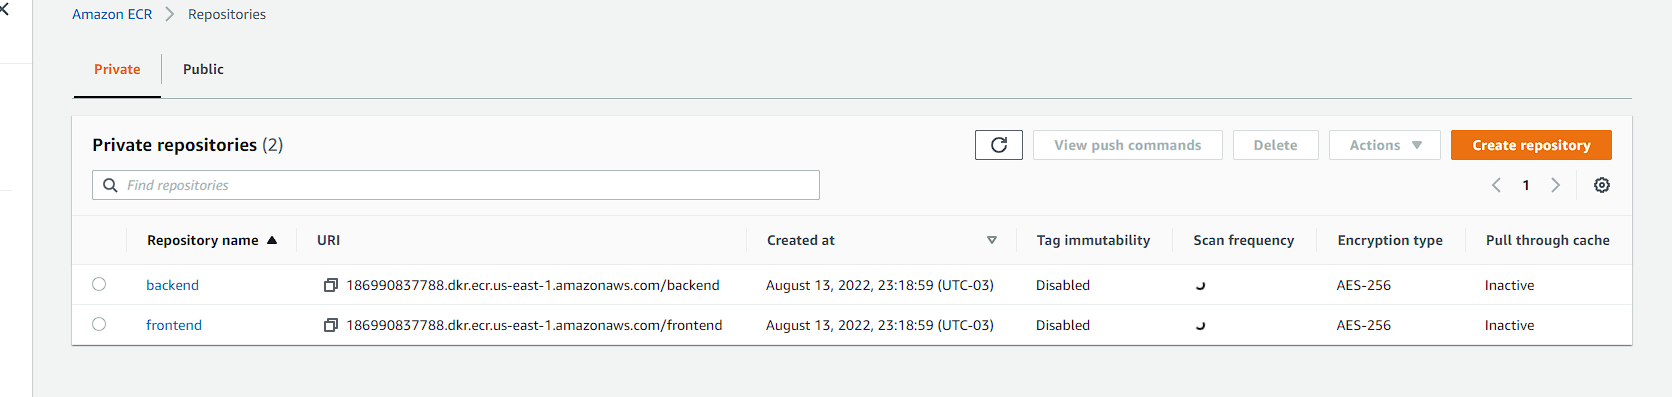 Amazon ECR > Repositories
Private Public
Private repositories (2) View push commands Delete Actions Create repository
Find repositories 1
Repository name URI Created at Tag immutability Scan frequency Encryption type Pull through cache
backend 186990837788.dkr.ecr.us-east-1.amazonaws.com/backend August 13, 2022, 23:18:59 (UTC-03) Disabled AES-256 Inactive
frontend 186990837788.dkr.ecr.us-east-1.amazonaws.com/frontend August 13, 2022, 23:18:59 (UTC-03) Disabled AES-256 Inactive